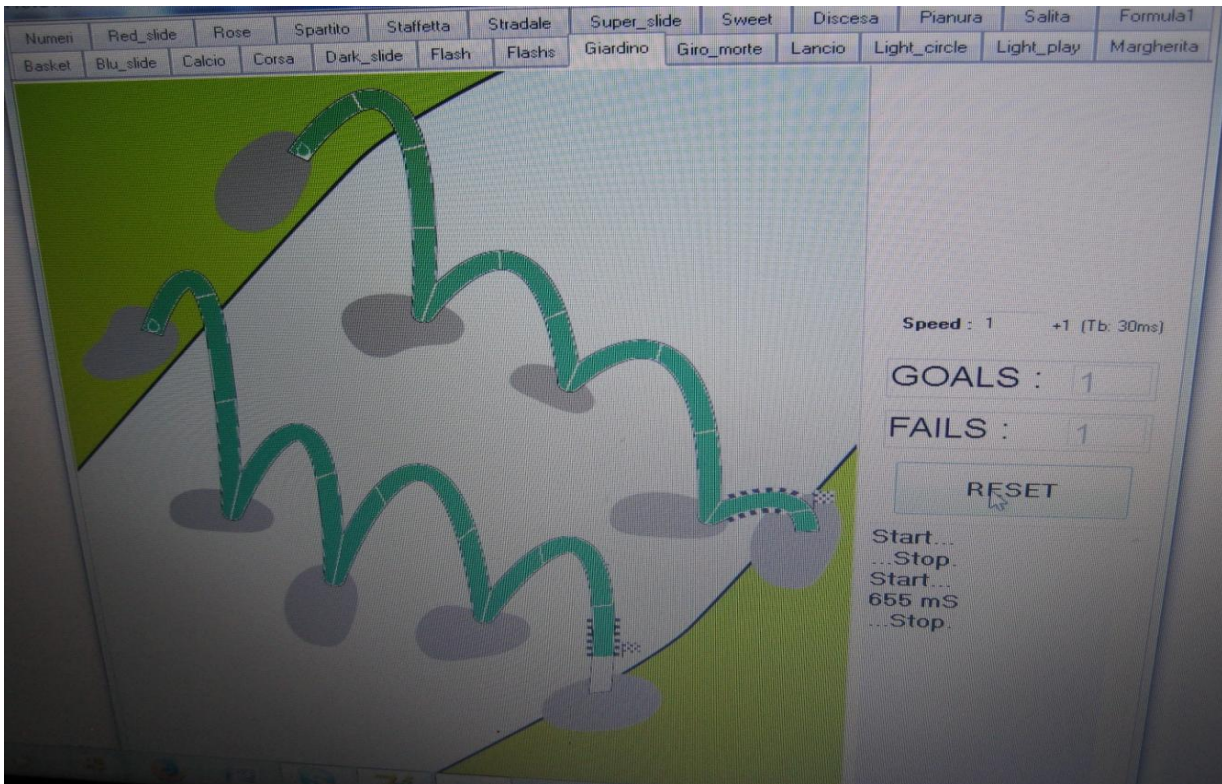 Numeri Red_slide Rose Spartito Staffetta Stradale Super_slide Sweet Discesa Pianura Salita Formula1
Basket Blu_slide Calcio Corsa Dark_slide Flash Flashs Giardino Giro_morte Lancio Light_circle Light_play Margherita
Speed : 1 +1 (Tb: 30ms)
GOALS : 1
FAILS : 1
RESET
Start...
...Stop.
Start...
655 mS
...Stop.